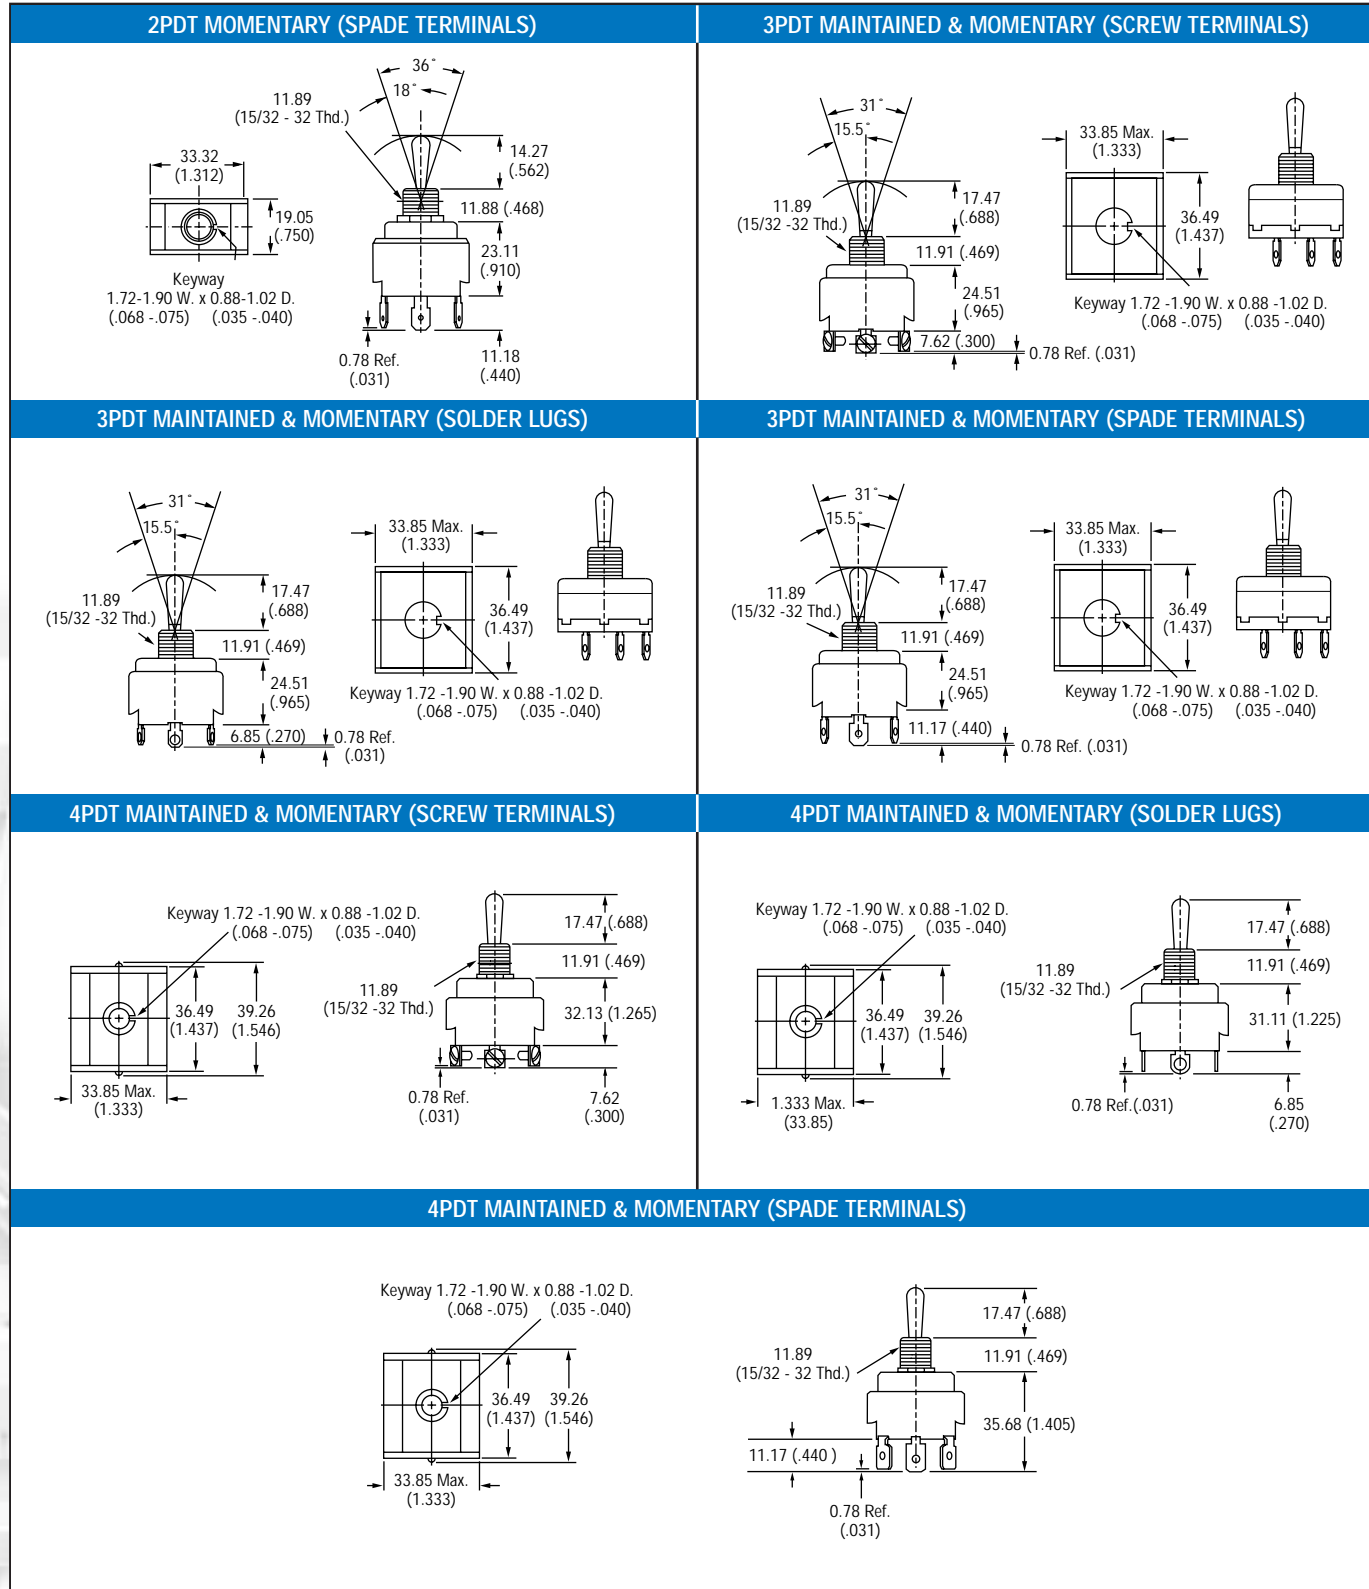 2PDT MOMENTARY (SPADE TERMINALS)
36°
18°
11.89
(15/32 - 32 Thd.)
14.27
(.562)
33.32
(1.312)
19.05
(.750)
11.88 (.468)
23.11
(.910)
Keyway
1.72-1.90 W. x 0.88-1.02 D.
(.068 -.075) (.035 -.040)
0.78 Ref.
(.031)
11.18
(.440)
3PDT MAINTAINED & MOMENTARY (SCREW TERMINALS)
31°
15.5°
33.85 Max.
(1.333)
11.89
(15/32 -32 Thd.)
17.47
(.688)
36.49
(1.437)
11.91 (.469)
24.51
(.965)
Keyway 1.72 -1.90 W. x 0.88 -1.02 D.
(.068 -.075) (.035 -.040)
7.62 (.300)
0.78 Ref. (.031)
3PDT MAINTAINED & MOMENTARY (SOLDER LUGS)
31°
15.5°
33.85 Max.
(1.333)
11.89
(15/32 -32 Thd.)
17.47
(.688)
36.49
(1.437)
11.91 (.469)
24.51
(.965)
Keyway 1.72 -1.90 W. x 0.88 -1.02 D.
(.068 -.075) (.035 -.040)
6.85 (.270)
0.78 Ref.
(.031)
3PDT MAINTAINED & MOMENTARY (SPADE TERMINALS)
31°
15.5°
33.85 Max.
(1.333)
11.89
(15/32 -32 Thd.)
17.47
(.688)
36.49
(1.437)
11.91 (.469)
24.51
(.965)
Keyway 1.72 -1.90 W. x 0.88 -1.02 D.
(.068 -.075) (.035 -.040)
11.17 (.440)
0.78 Ref. (.031)
4PDT MAINTAINED & MOMENTARY (SCREW TERMINALS)
Keyway 1.72 -1.90 W. x 0.88 -1.02 D.
(.068 -.075) (.035 -.040)
17.47 (.688)
11.91 (.469)
11.89
(15/32 -32 Thd.)
36.49
(1.437)
39.26
(1.546)
32.13 (1.265)
33.85 Max.
(1.333)
0.78 Ref.
(.031)
7.62
(.300)
4PDT MAINTAINED & MOMENTARY (SOLDER LUGS)
Keyway 1.72 -1.90 W. x 0.88 -1.02 D.
(.068 -.075) (.035 -.040)
17.47 (.688)
11.91 (.469)
11.89
(15/32 -32 Thd.)
36.49
(1.437)
39.26
(1.546)
31.11 (1.225)
1.333 Max.
(33.85)
0.78 Ref.(.031)
6.85
(.270)
4PDT MAINTAINED & MOMENTARY (SPADE TERMINALS)
Keyway 1.72 -1.90 W. x 0.88 -1.02 D.
(.068 -.075) (.035 -.040)
17.47 (.688)
11.89
(15/32 - 32 Thd.)
11.91 (.469)
36.49
(1.437)
39.26
(1.546)
35.68 (1.405)
11.17 (.440 )
33.85 Max.
(1.333)
0.78 Ref.
(.031)